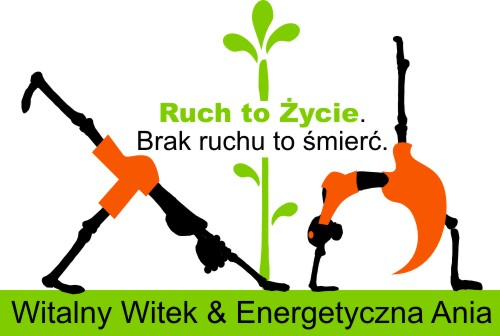 Ruch to Życie.
Brak ruchu to śmierć.
Witalny Witek & Energetyczna Ania